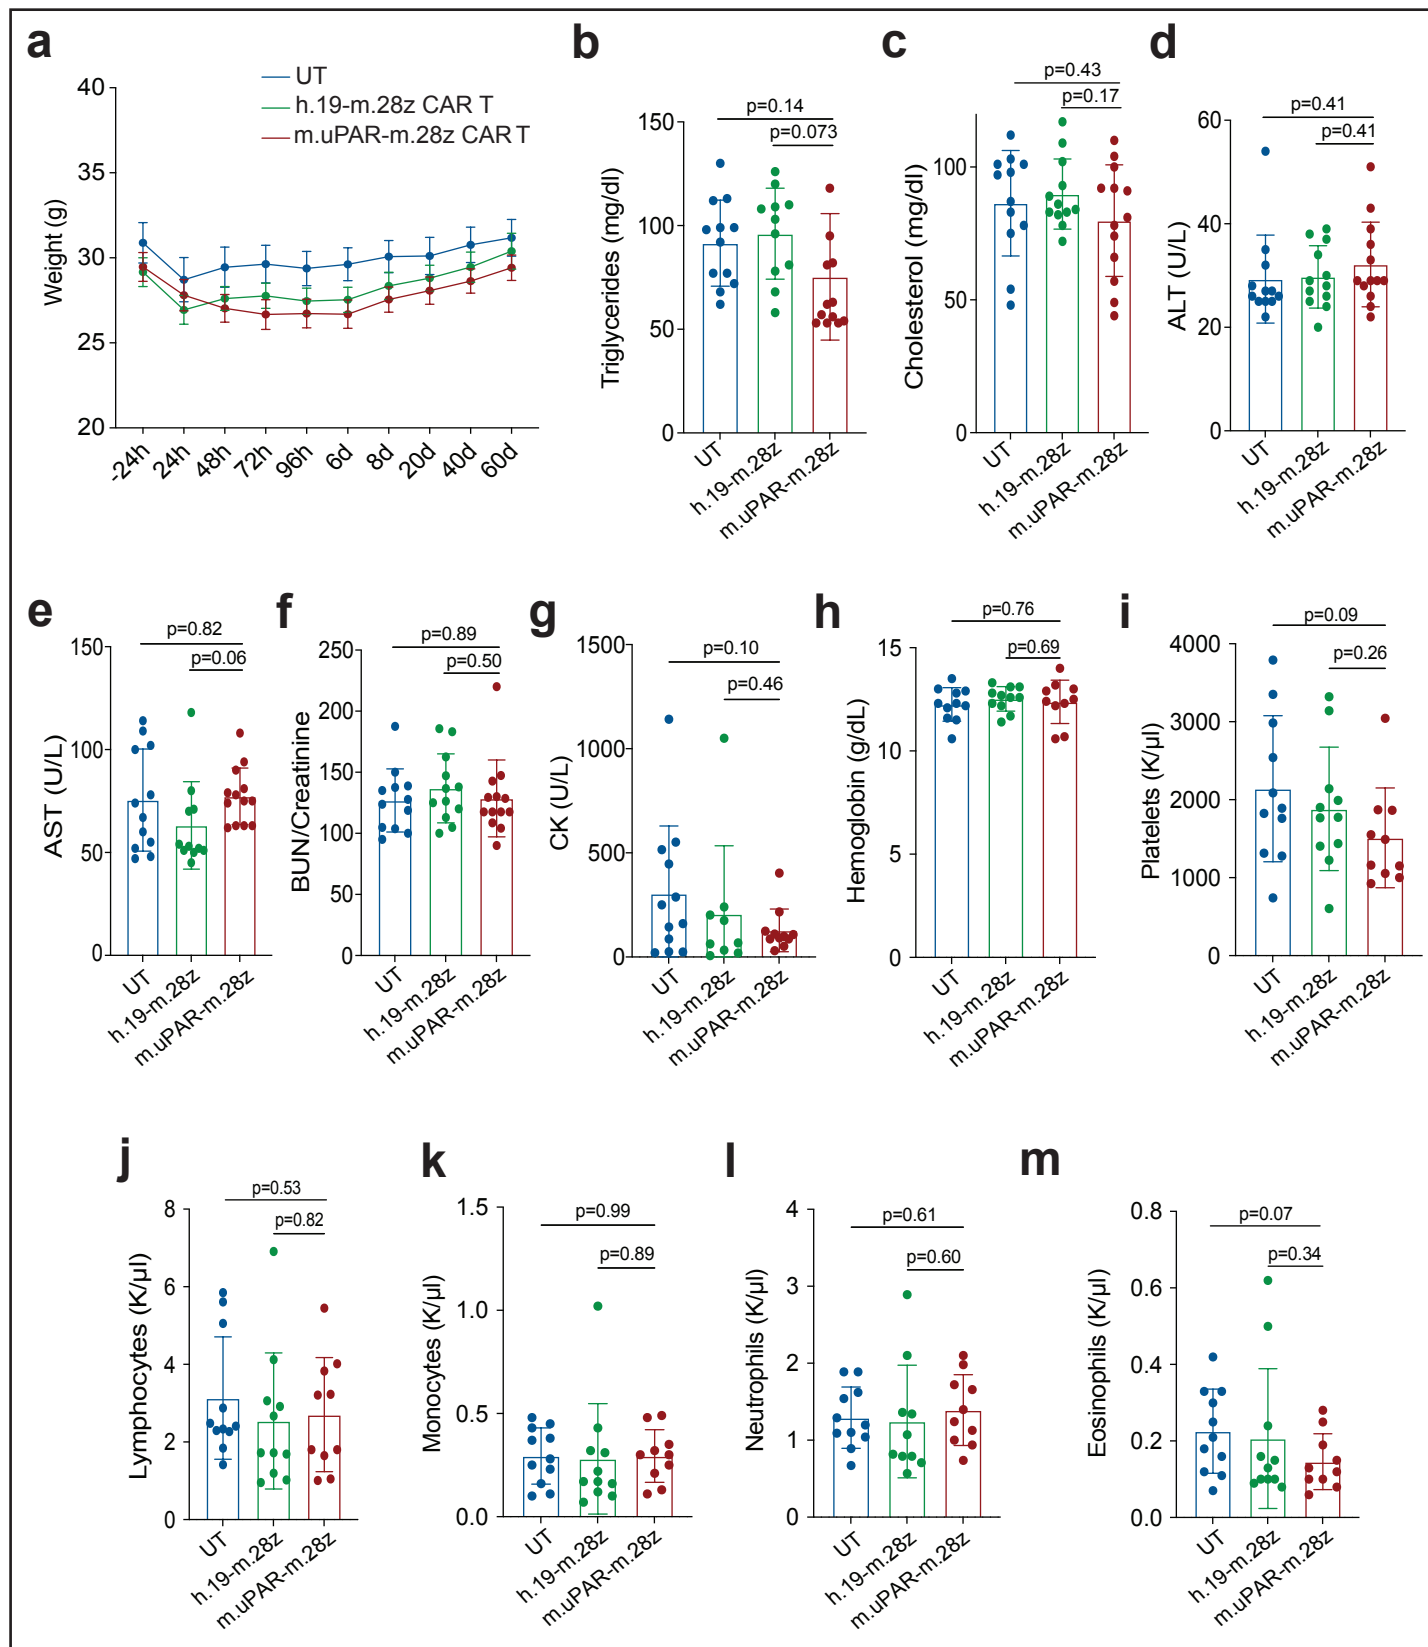 a
UT
h.19-m.28z CAR T
m.uPAR-m.28z CAR T
Weight (g)
40
35
30
25
20
-24h
24h
48h
72h
96h
6d
8d
20d
40d
60d
b
p=0.14
p=0.073
Triglycerides (mg/dl)
150
100
50
0
UT
h.19-m.28z
m.uPAR-m.28z
c
p=0.43
p=0.17
Cholesterol (mg/dl)
100
50
0
UT
h.19-m.28z
m.uPAR-m.28z
d
p=0.41
p=0.41
ALT (U/L)
60
40
20
0
UT
h.19-m.28z
m.uPAR-m.28z
e
p=0.82
p=0.06
AST (U/L)
150
100
50
0
UT
h.19-m.28z
m.uPAR-m.28z
f
p=0.89
p=0.50
BUN/Creatinine
250
200
150
100
50
0
UT
h.19-m.28z
m.uPAR-m.28z
g
p=0.10
p=0.46
CK (U/L)
1500
1000
500
0
UT
h.19-m.28z
m.uPAR-m.28z
h
p=0.76
p=0.69
Hemoglobin (g/dL)
15
10
5
0
UT
h.19-m.28z
m.uPAR-m.28z
i
p=0.09
p=0.26
Platelets (K/µl)
4000
3000
2000
1000
0
UT
h.19-m.28z
m.uPAR-m.28z
j
p=0.53
p=0.82
Lymphocytes (K/µl)
8
6
4
2
0
UT
h.19-m.28z
m.uPAR-m.28z
k
p=0.99
p=0.89
Monocytes (K/µl)
1.5
1.0
0.5
0.0
UT
h.19-m.28z
m.uPAR-m.28z
l
p=0.61
p=0.60
Neutrophils (K/µl)
4
3
2
1
0
UT
h.19-m.28z
m.uPAR-m.28z
m
p=0.07
p=0.34
Eosinophils (K/µl)
0.8
0.6
0.4
0.2
0.0
UT
h.19-m.28z
m.uPAR-m.28z